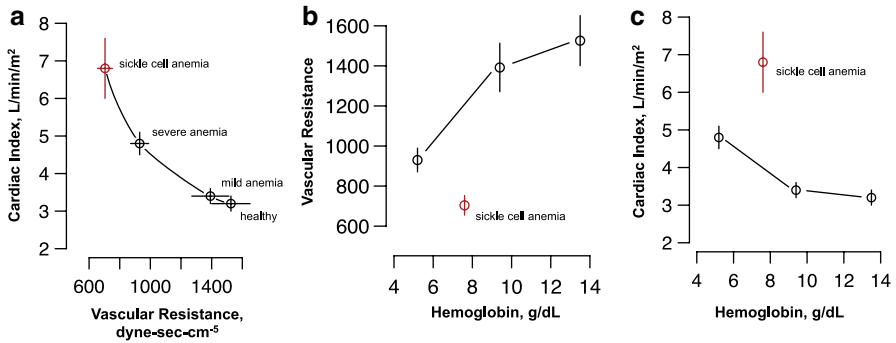 a
Cardiac Index, L/min/m²
8
7
6
5
4
3
2
sickle cell anemia
severe anemia
mild anemia
healthy
600
1000
1400
Vascular Resistance,
dyne-sec-cm⁻⁵
b
Vascular Resistance
1600
1400
1200
1000
800
600
sickle cell anemia
4 6 8 10 12 14
Hemoglobin, g/dL
c
Cardiac Index, L/min/m²
8
7
6
5
4
3
2
sickle cell anemia
4 6 8 10 12 14
Hemoglobin, g/dL